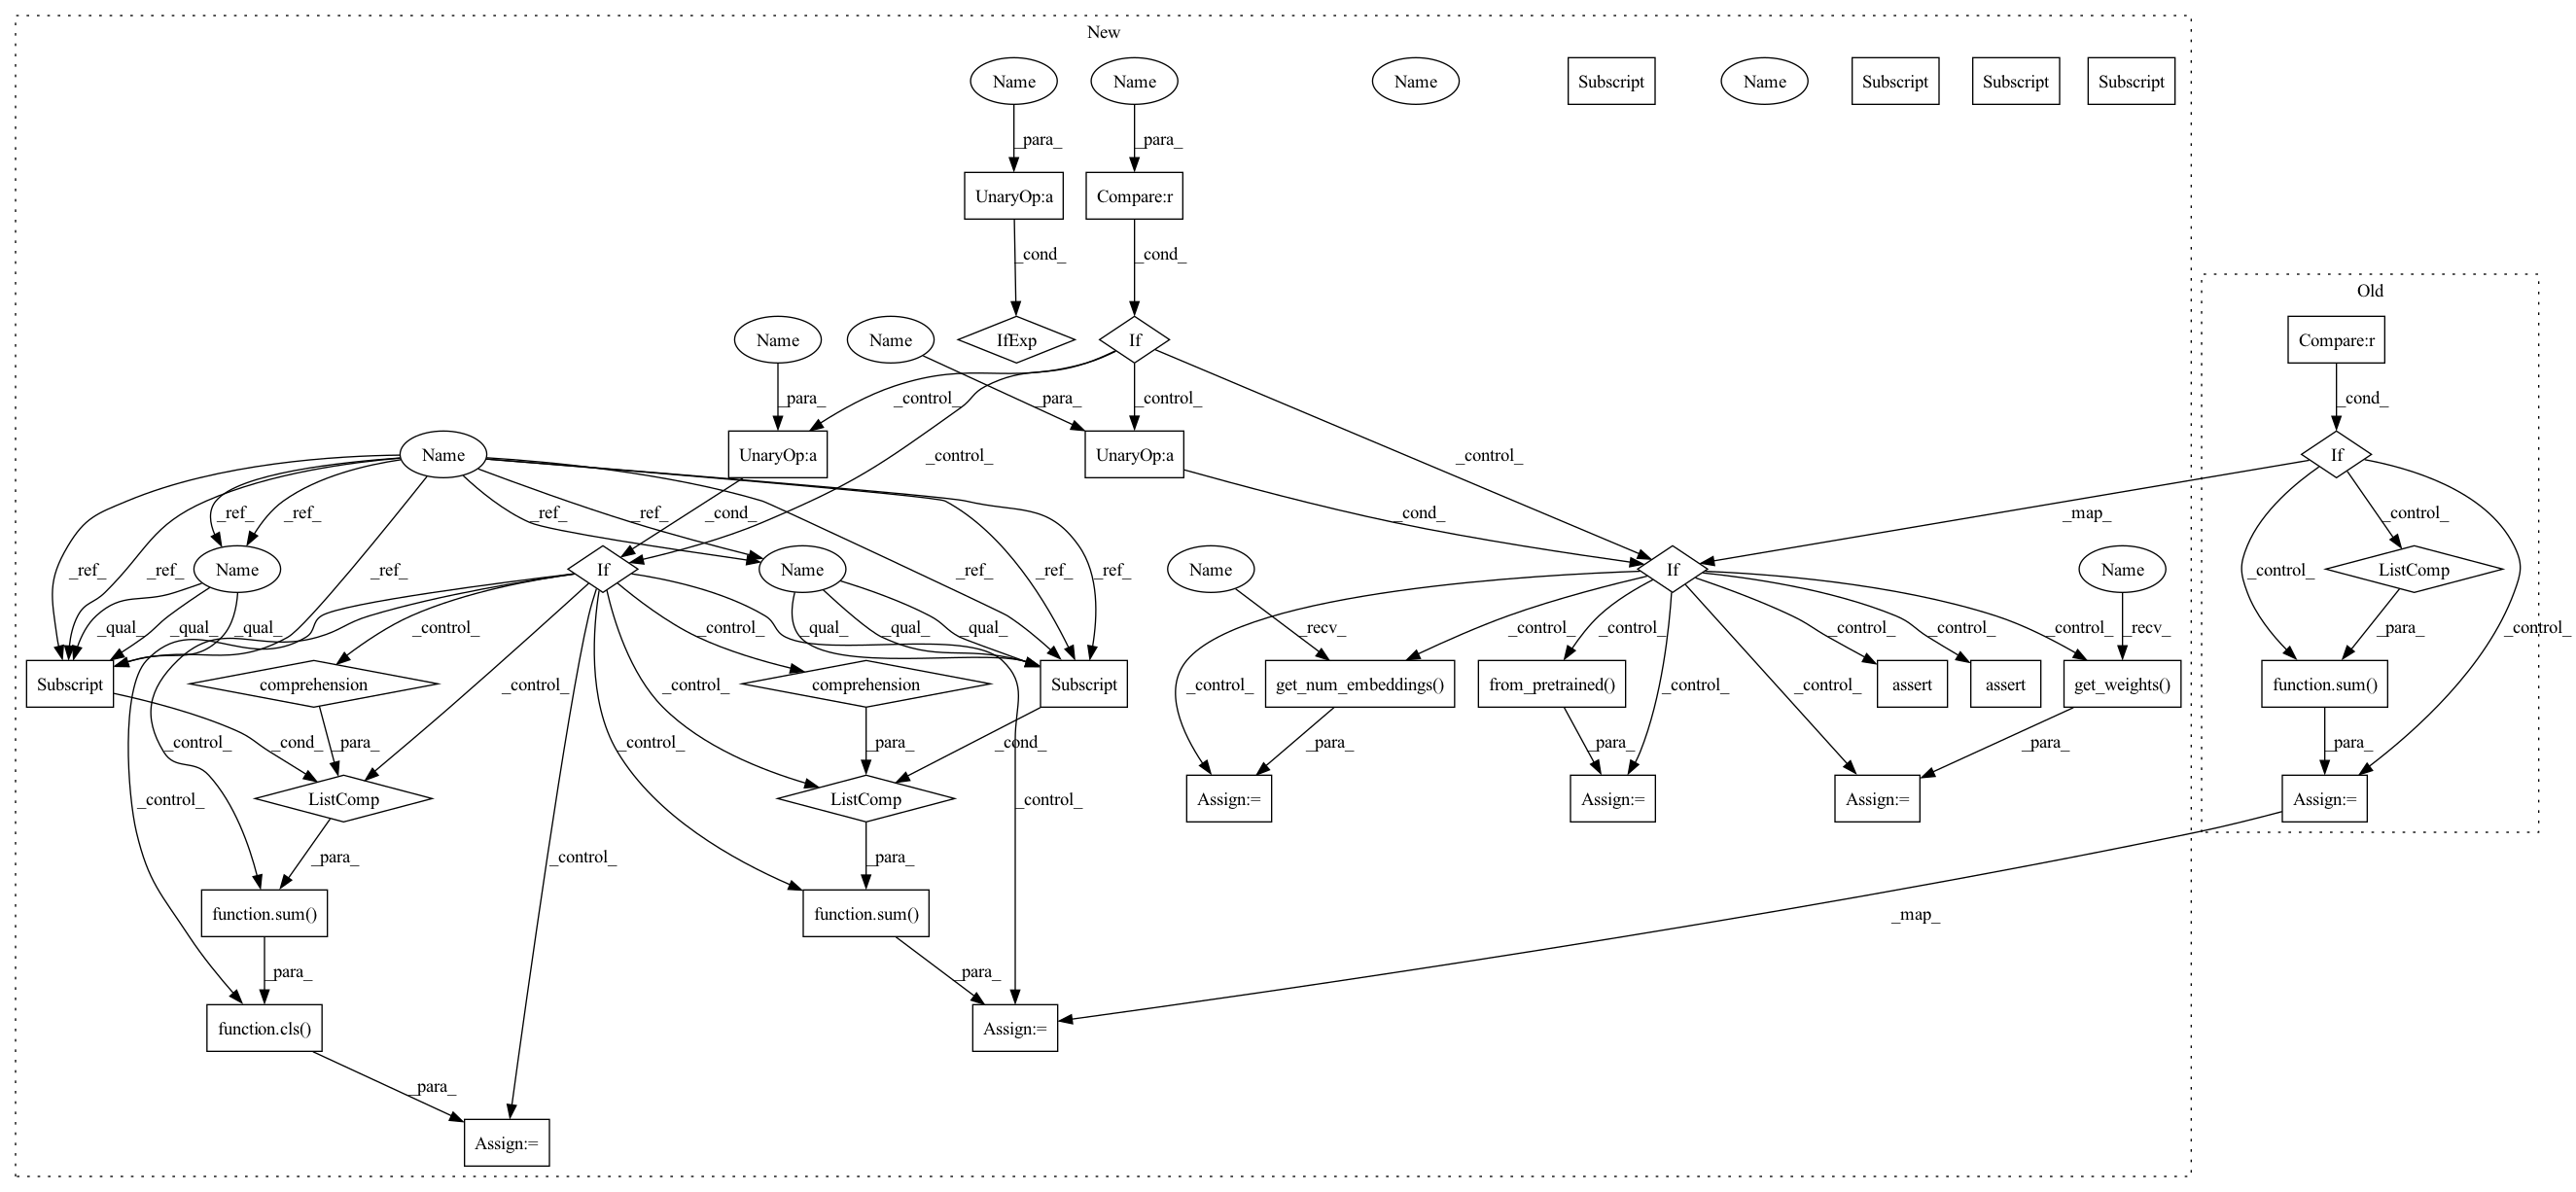 New
Name
Name
Name
Subscript
Name
Subscript
Subscript
Subscript
_para_
_para_
UnaryOp:a
Compare:r
_cond_
_cond_
Old
Name
Name
IfExp
If
Compare:r
_para_
_control_
_para_
_control_
_cond_
Name
UnaryOp:a
_control_
UnaryOp:a
_control_
If
_ref_
_ref_
_ref_
_ref_
_cond_
_cond_
_map_
_control_
_ref_
_ref_
_ref_
Name
If
Name
_ref_
_ref_
_ref_
Name
If
Name
_control_
ListComp
_qual_
_qual_
_qual_
_control_
_control_
_qual_
_qual_
_qual_
_recv_
_control_
_control_
_control_
_control_
_control_
_recv_
_para_
_control_
Subscript
comprehension
_control_
_control_
comprehension
Subscript
_control_
get_num_embeddings()
from_pretrained()
_control_
_control_
assert
assert
get_weights()
function.sum()
_control_
_cond_
_para_
_control_
_para_
_cond_
_para_
_para_
_para_
_para_
_control_
ListComp
ListComp
_control_
Assign:=
Assign:=
Assign:=
Assign:=
_para_
_control_
_para_
function.sum()
function.sum()
_map_
_para_
_para_
function.cls()
Assign:=
_para_
Assign:=